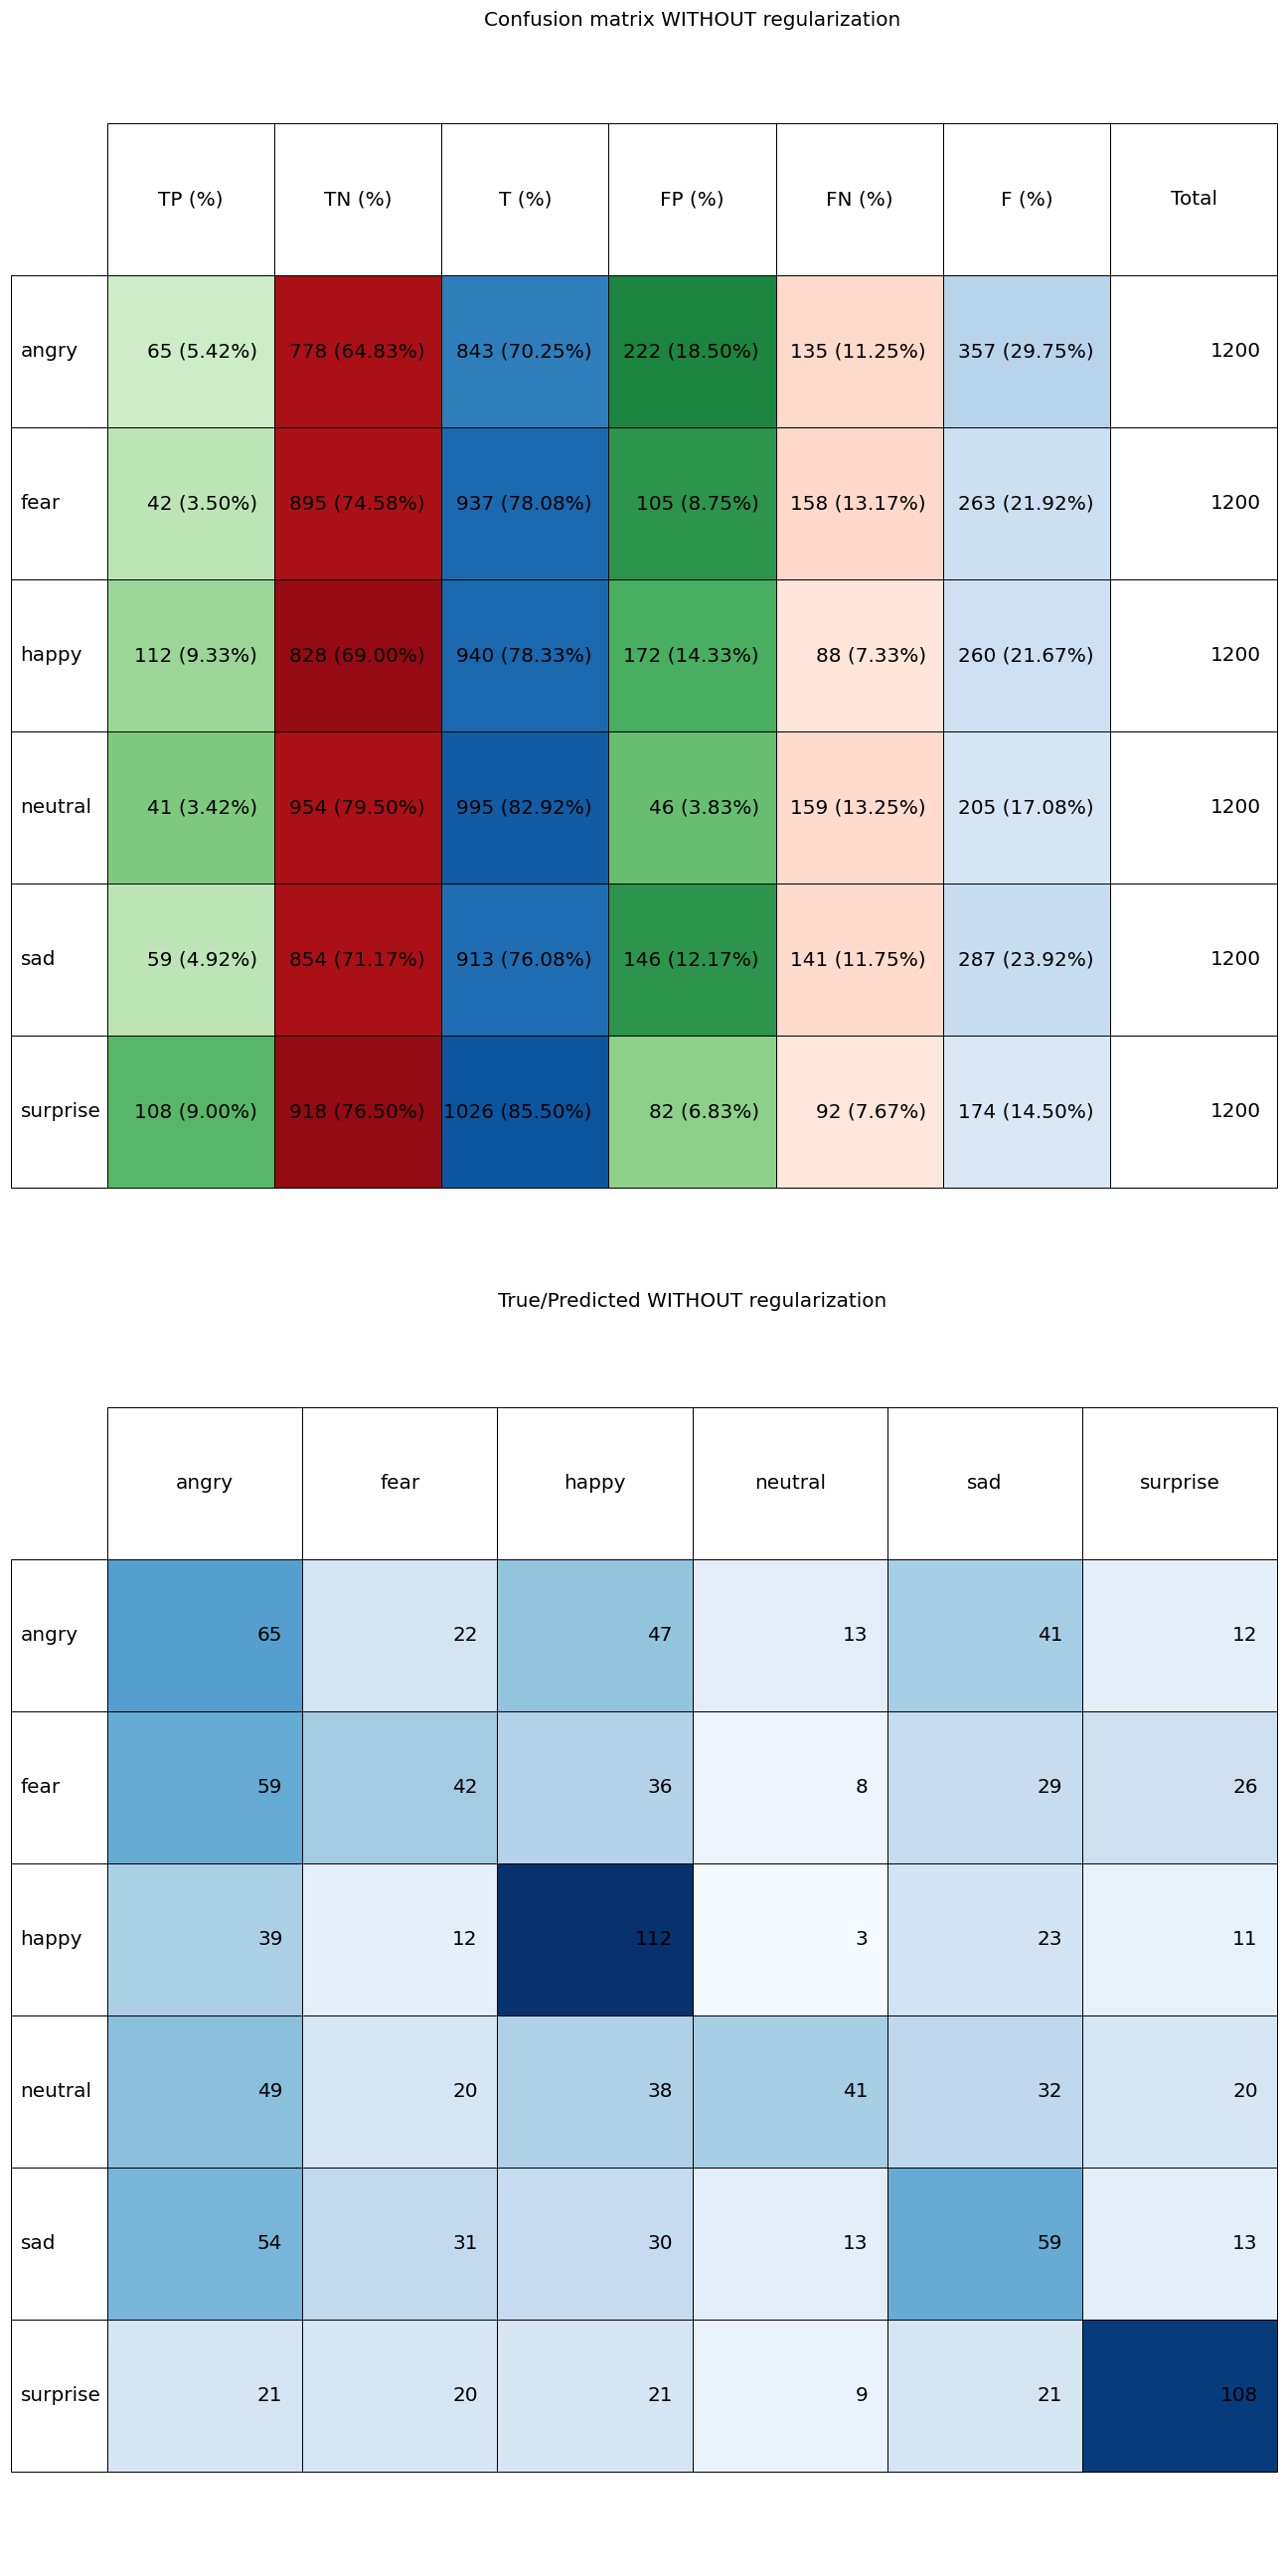 Confusion matrix WITHOUT regularization
TP (%) TN (%) T (%) FP (%) FN (%) F (%) Total
angry 65 (5.42%) 778 (64.83%) 843 (70.25%) 222 (18.50%) 135 (11.25%) 357 (29.75%) 1200
fear 42 (3.50%) 895 (74.58%) 937 (78.08%) 105 (8.75%) 158 (13.17%) 263 (21.92%) 1200
happy 112 (9.33%) 828 (69.00%) 940 (78.33%) 172 (14.33%) 88 (7.33%) 260 (21.67%) 1200
neutral 41 (3.42%) 954 (79.50%) 995 (82.92%) 46 (3.83%) 159 (13.25%) 205 (17.08%) 1200
sad 59 (4.92%) 854 (71.17%) 913 (76.08%) 146 (12.17%) 141 (11.75%) 287 (23.92%) 1200
surprise 108 (9.00%) 918 (76.50%) 1026 (85.50%) 82 (6.83%) 92 (7.67%) 174 (14.50%) 1200
True/Predicted WITHOUT regularization
angry fear happy neutral sad surprise
angry 65 22 47 13 41 12
fear 59 42 36 8 29 26
happy 39 12 112 3 23 11
neutral 49 20 38 41 32 20
sad 54 31 30 13 59 13
surprise 21 20 21 9 21 108